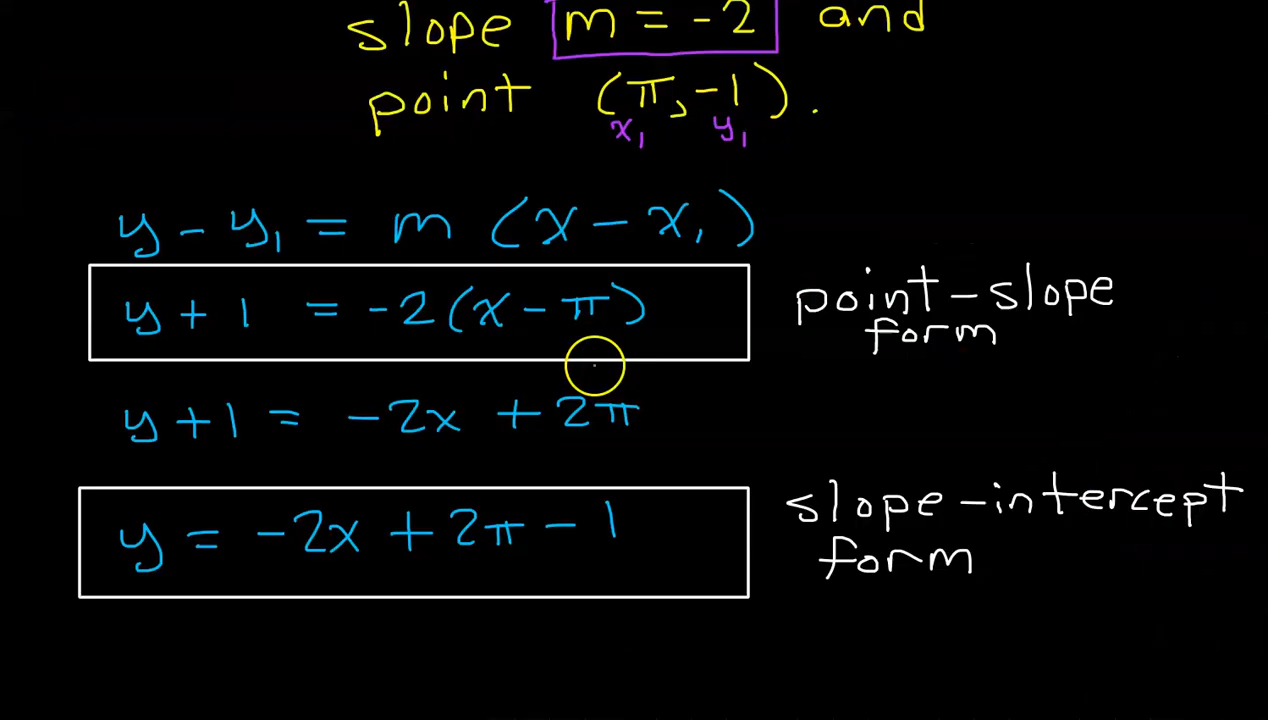 slope m = -2 and
point (π, -1).
x₁ y₁
y - y₁ = m (x - x₁)
y + 1 = -2(x - π)
point-slope
form
y + 1 = -2x + 2π
y = -2x + 2π - 1
slope-intercept
form